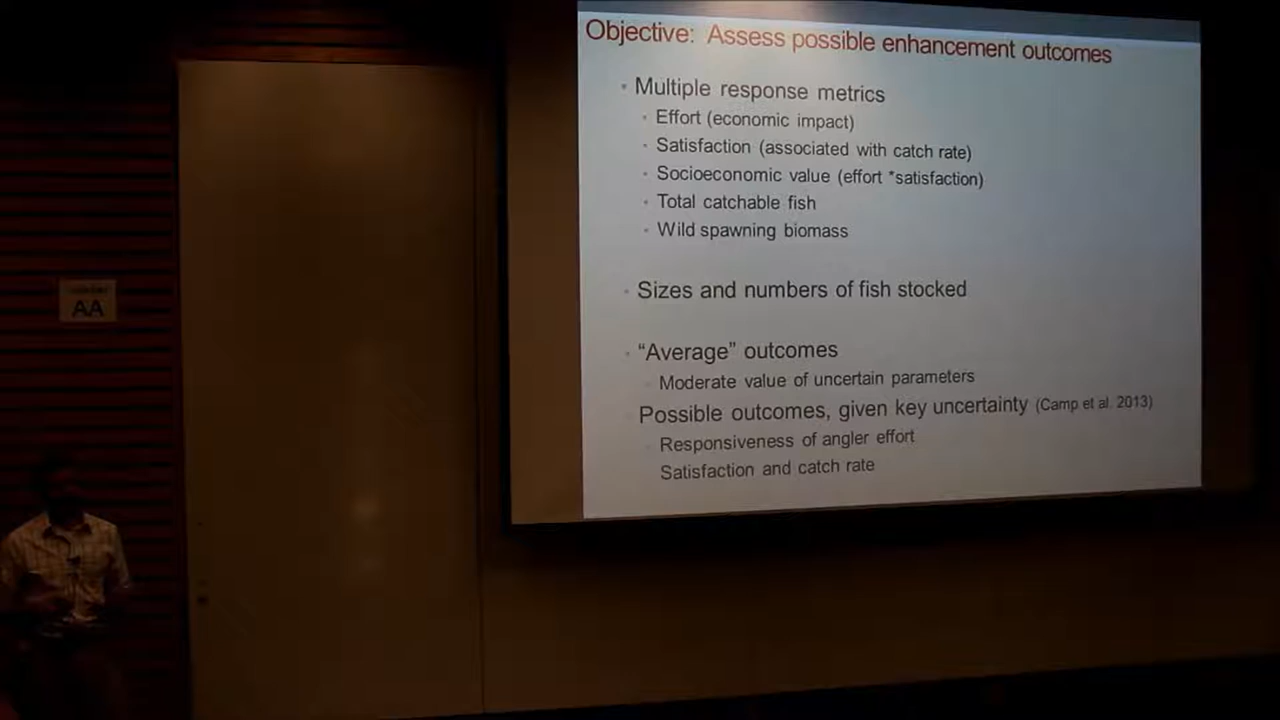 Objective: Assess possible enhancement outcomes
Multiple response metrics
Effort (economic impact)
Satisfaction (associated with catch rate)
Socioeconomic value (effort *satisfaction)
Total catchable fish
Wild spawning biomass
Sizes and numbers of fish stocked
“Average” outcomes
Moderate value of uncertain parameters
Possible outcomes, given key uncertainty (Camp et al. 2013)
Responsiveness of angler effort
Satisfaction and catch rate
AA